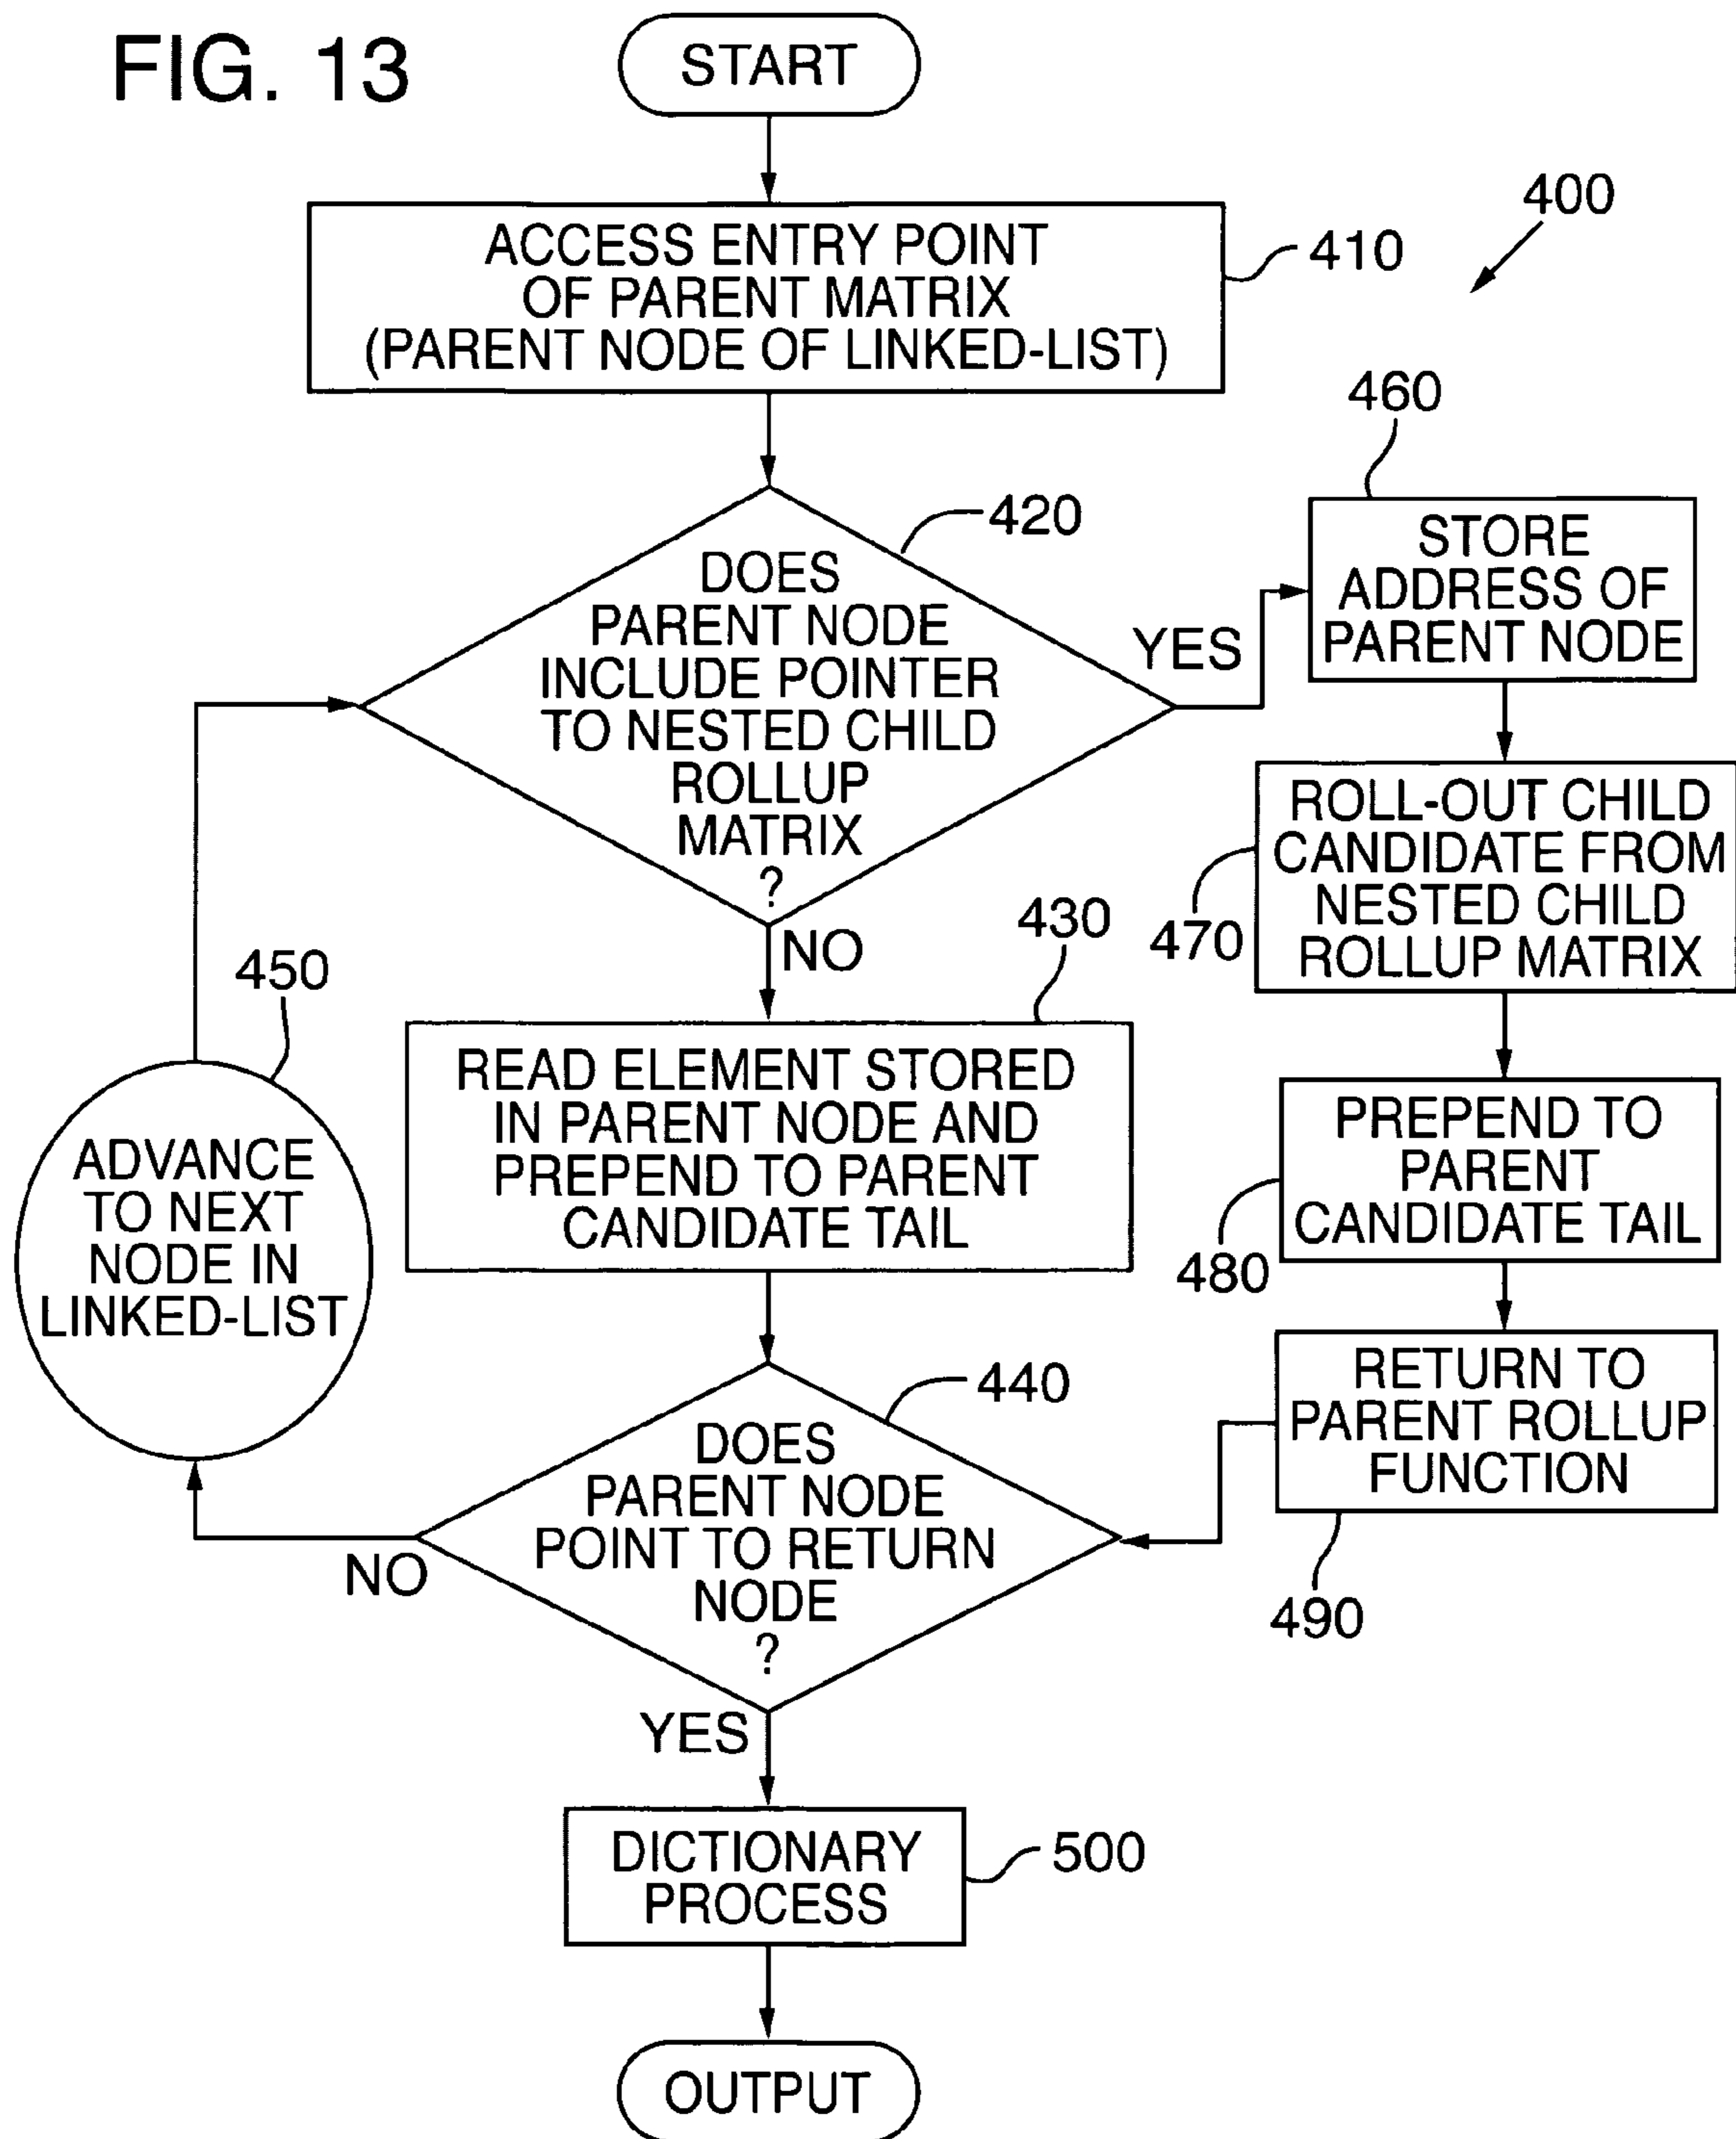 FIG. 13
START
400
ACCESS ENTRY POINT
OF PARENT MATRIX
(PARENT NODE OF LINKED-LIST)
410
420
DOES
PARENT NODE
INCLUDE POINTER
TO NESTED CHILD
ROLLUP
MATRIX
?
YES
NO
460
STORE
ADDRESS OF
PARENT NODE
470
ROLL-OUT CHILD
CANDIDATE FROM
NESTED CHILD
ROLLUP MATRIX
430
READ ELEMENT STORED
IN PARENT NODE AND
PREPEND TO PARENT
CANDIDATE TAIL
450
ADVANCE
TO NEXT
NODE IN
LINKED-LIST
480
PREPEND TO
PARENT
CANDIDATE TAIL
440
DOES
PARENT NODE
POINT TO RETURN
NODE
?
NO
YES
RETURN TO
PARENT ROLLUP
FUNCTION
490
DICTIONARY
PROCESS
500
OUTPUT